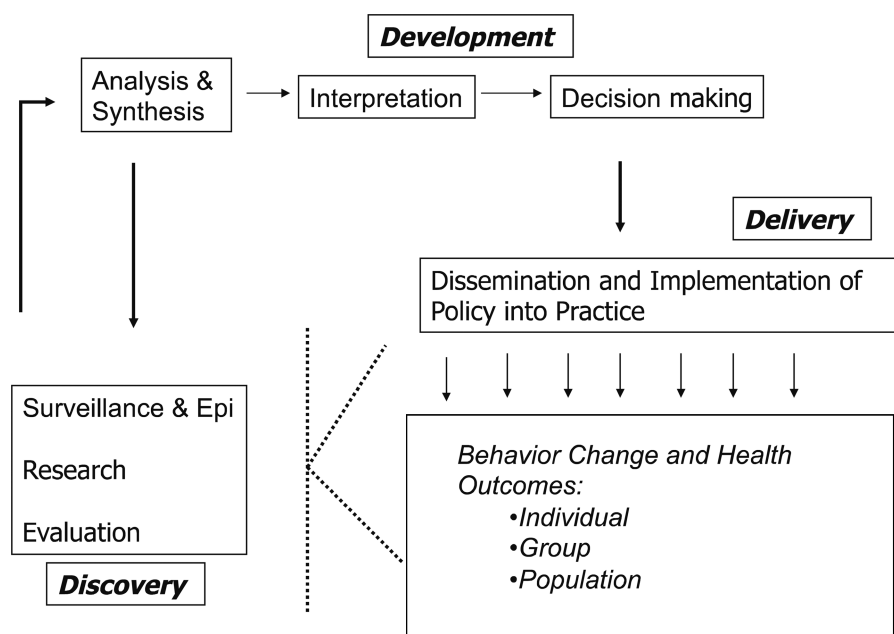 Development
Analysis &
Synthesis
Interpretation
Decision making
Delivery
Dissemination and Implementation of
Policy into Practice
Surveillance & Epi
Research
Evaluation
Discovery
Behavior Change and Health
Outcomes:
•Individual
•Group
•Population